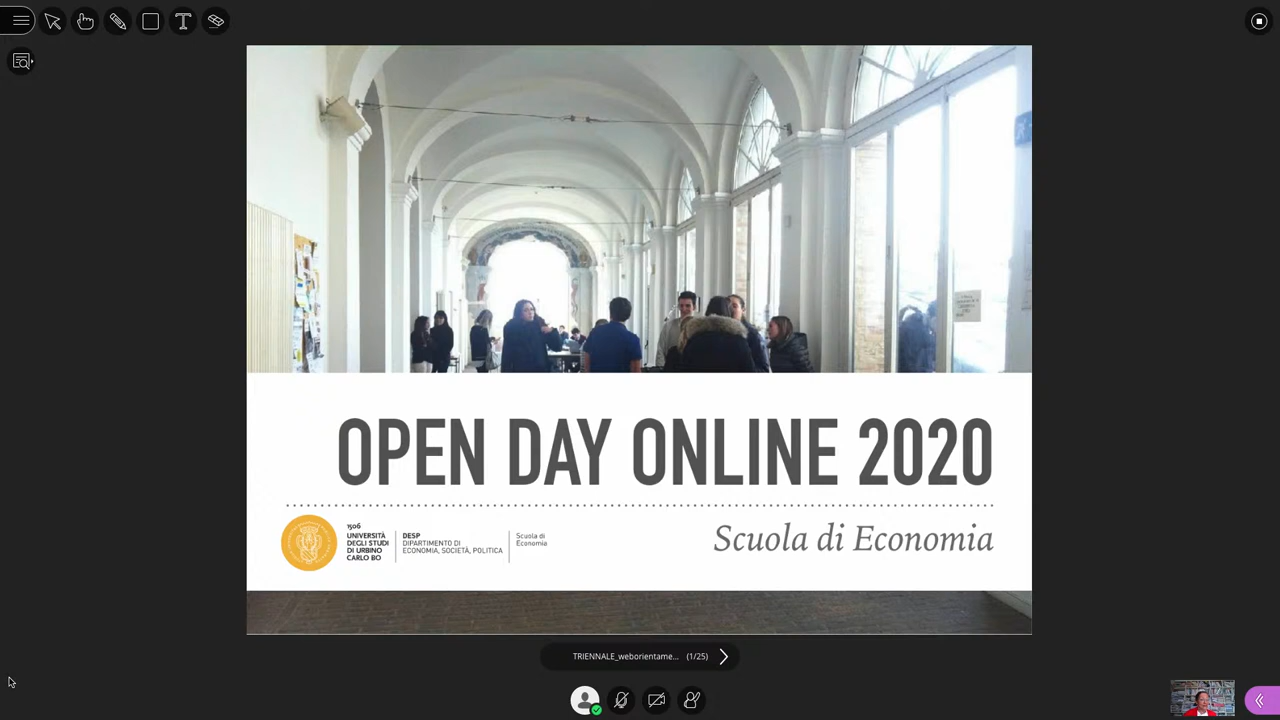 OPEN DAY ONLINE 2020
Scuola di Economia
1506
UNIVERSITÀ
DEGLI STUDI
DI URBINO
CARLO BO
DESP
DIPARTIMENTO DI
ECONOMIA, SOCIETÀ, POLITICA
Scuola di
Economia
TRIENNALE_weborientame... (1/25)